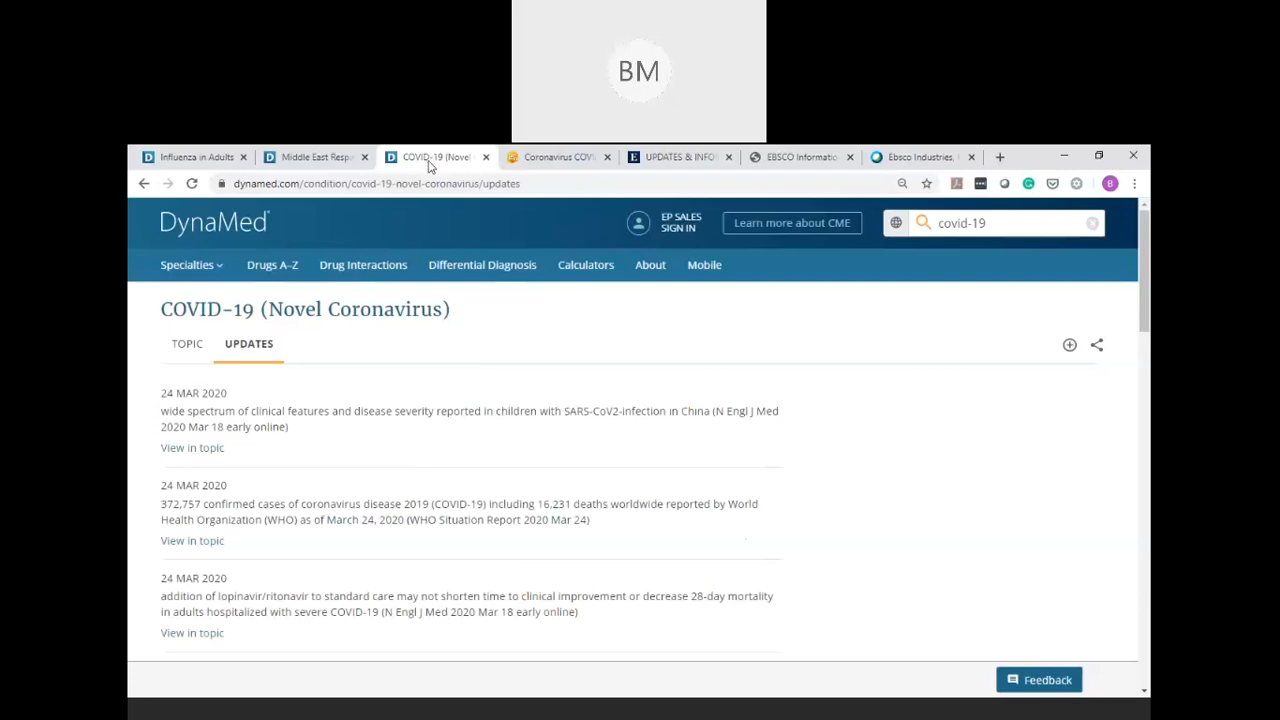 BM
Influenza in Adults
Middle East Respi
COVID-19 (Novel
Coronavirus COVI
UPDATES & INFO
EBSCO Informatio
Ebsco Industries,
dynamed.com/condition/covid-19-novel-coronavirus/updates
B
DynaMed
EP SALES
SIGN IN
Learn more about CME
covid-19
Specialties
Drugs A–Z
Drug Interactions
Differential Diagnosis
Calculators
About
Mobile
COVID-19 (Novel Coronavirus)
TOPIC
UPDATES
24 MAR 2020
wide spectrum of clinical features and disease severity reported in children with SARS-CoV2-infection in China (N Engl J Med
2020 Mar 18 early online)
View in topic
24 MAR 2020
372,757 confirmed cases of coronavirus disease 2019 (COVID-19) including 16,231 deaths worldwide reported by World
Health Organization (WHO) as of March 24, 2020 (WHO Situation Report 2020 Mar 24)
View in topic
24 MAR 2020
addition of lopinavir/ritonavir to standard care may not shorten time to clinical improvement or decrease 28-day mortality
in adults hospitalized with severe COVID-19 (N Engl J Med 2020 Mar 18 early online)
View in topic
Feedback